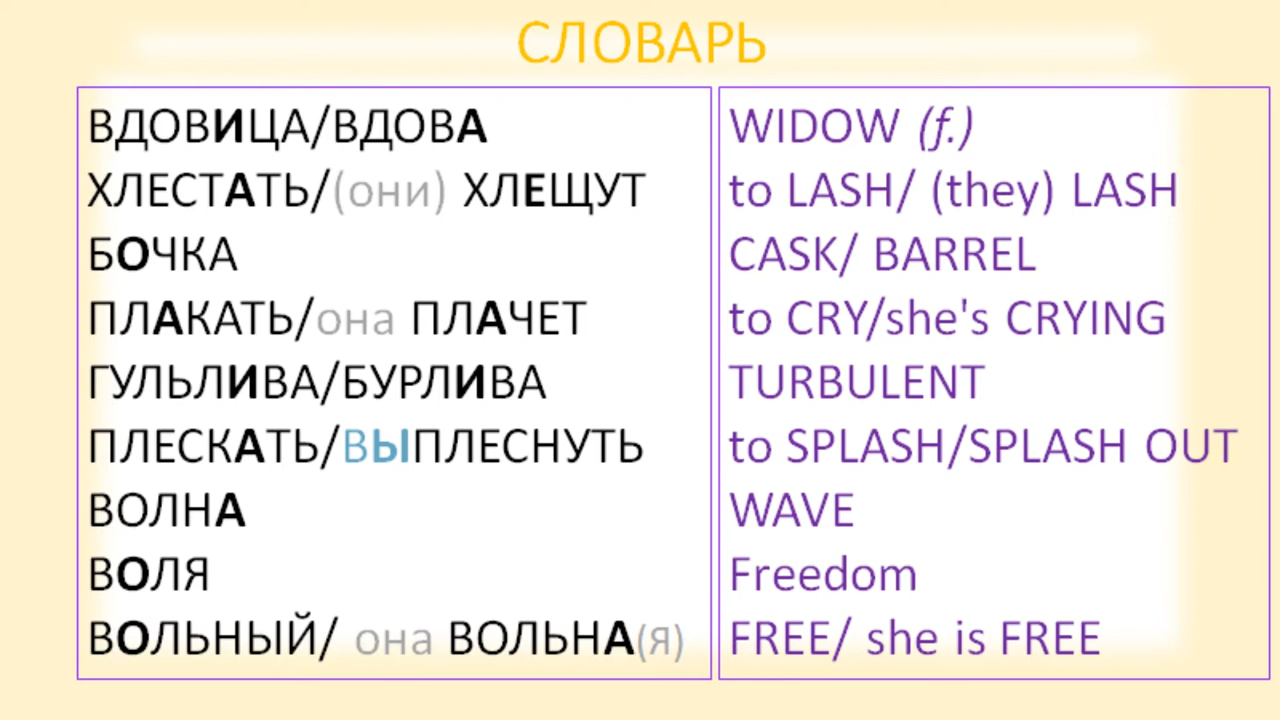 СЛОВАРЬ
ВДОВИЦА/ВДОВА WIDOW (f.)
ХЛЕСТАТЬ/(они) ХЛЕЩУТ to LASH/ (they) LASH
БОЧКА CASK/ BARREL
ПЛАКАТЬ/она ПЛАЧЕТ to CRY/she's CRYING
ГУЛЬЛИВА/БУРЛИВА TURBULENT
ПЛЕСКАТЬ/ВЫПЛЕСНУТЬ to SPLASH/SPLASH OUT
ВОЛНА WAVE
ВОЛЯ Freedom
ВОЛЬНЫЙ/ она ВОЛЬНА(Я) FREE/ she is FREE